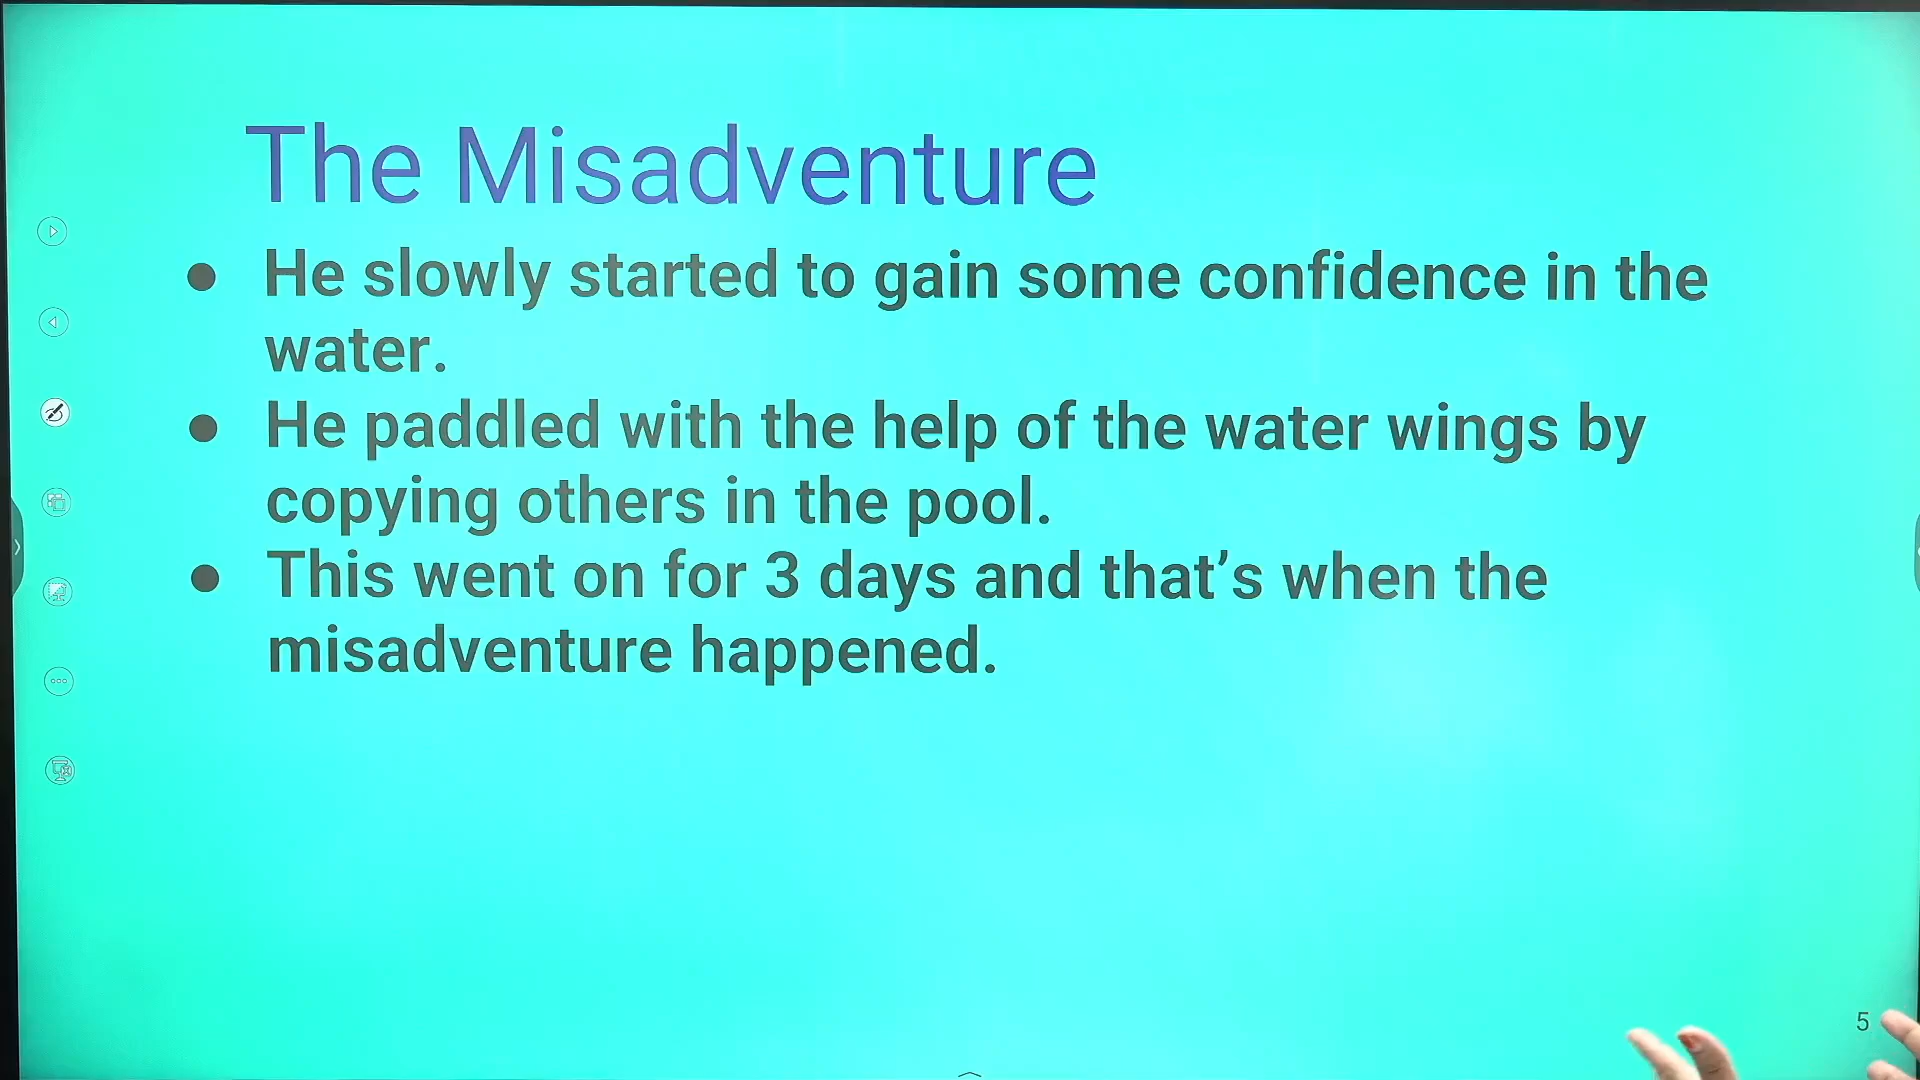 The Misadventure
● He slowly started to gain some confidence in the
water.
● He paddled with the help of the water wings by
copying others in the pool.
● This went on for 3 days and that’s when the
misadventure happened.
5